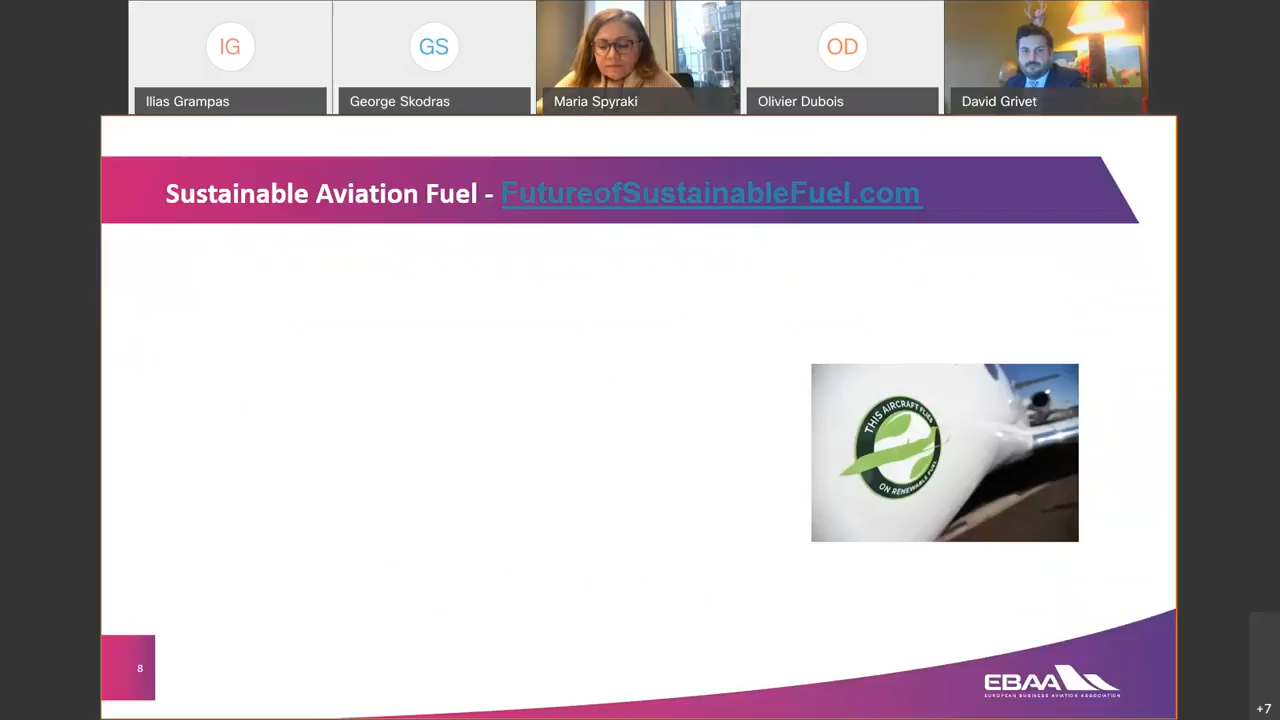 IG
GS
OD
Ilias Grampas
George Skodras
Maria Spyraki
Olivier Dubois
David Grivet
Sustainable Aviation Fuel - FutureofSustainableFuel.com
THIS AIRCRAFT FLIES
ON RENEWABLE FUEL
8
EBAA
EUROPEAN BUSINESS AVIATION ASSOCIATION
+7